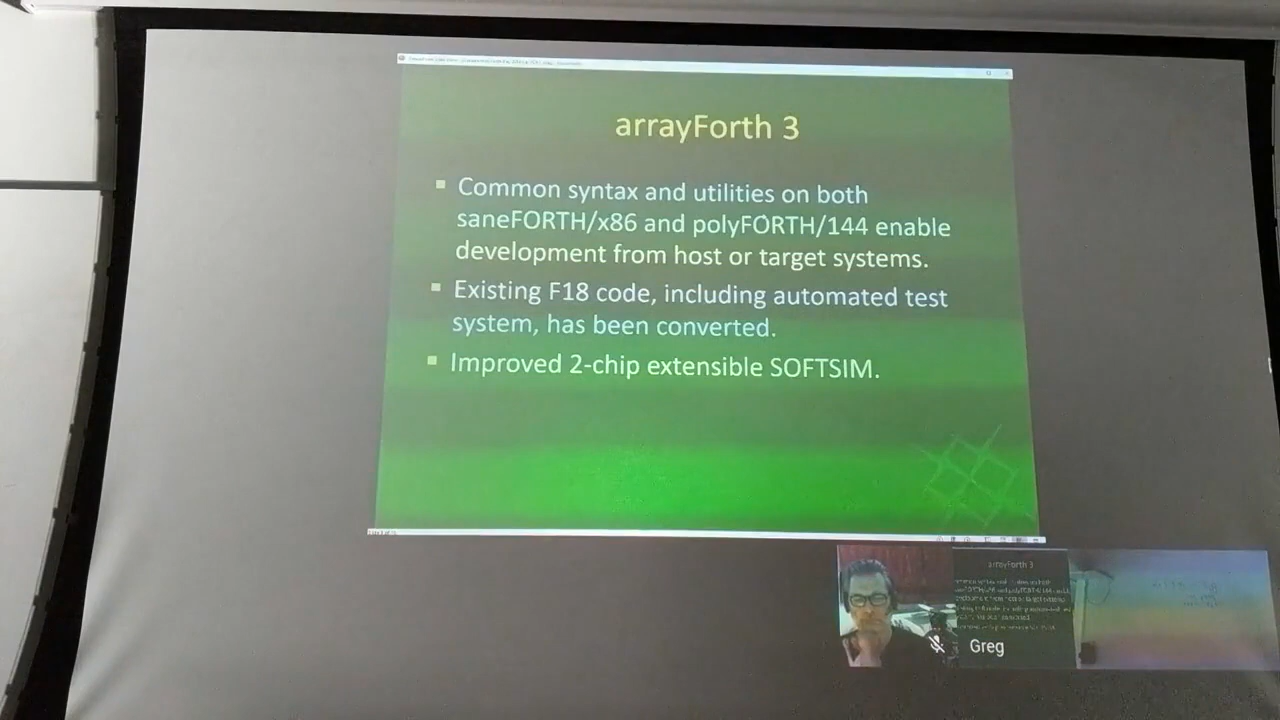 arrayForth 3
▪ Common syntax and utilities on both
saneFORTH/x86 and polyFORTH/144 enable
development from host or target systems.
▪ Existing F18 code, including automated test
system, has been converted.
▪ Improved 2-chip extensible SOFTSIM.
arrayForth 3
Greg